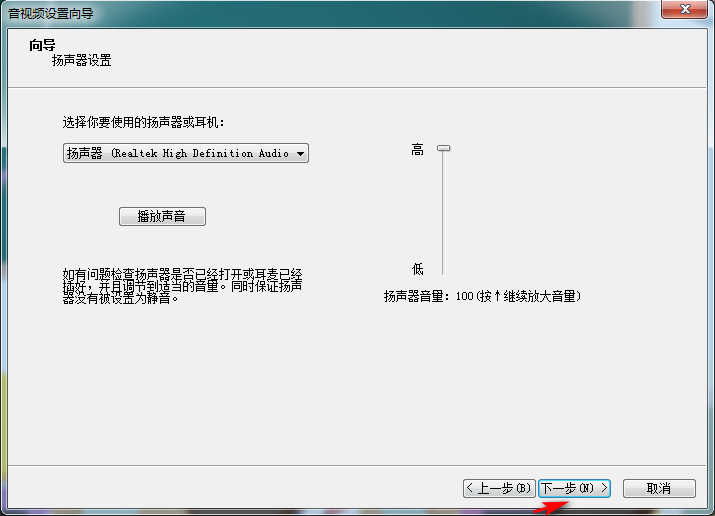 音视频设置向导
向导
扬声器设置
选择你要使用的扬声器或耳机:
扬声器 (Realtek High Definition Audio
高
播放声音
低
如有问题检查扬声器是否已经打开或耳麦已经
插好，并且调节到适当的音量。同时保证扬声
器没有被设置为静音。
扬声器音量: 100(按↑继续放大音量)
< 上一步(B)
下一步(N) >
取消